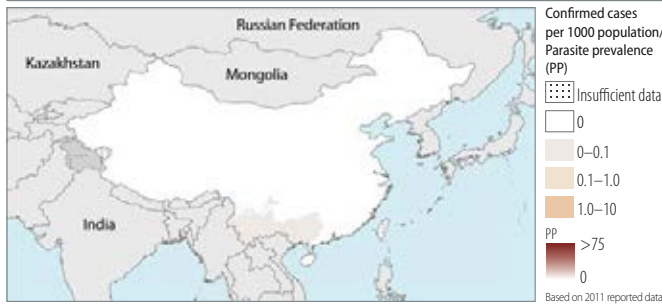 Russian Federation
Kazakhstan
Mongolia
India
Confirmed cases
per 1000 population/
Parasite prevalence
(PP)
Insufficient data
0
0–0.1
0.1–1.0
1.0–10
PP
>75
0
Based on 2011 reported data